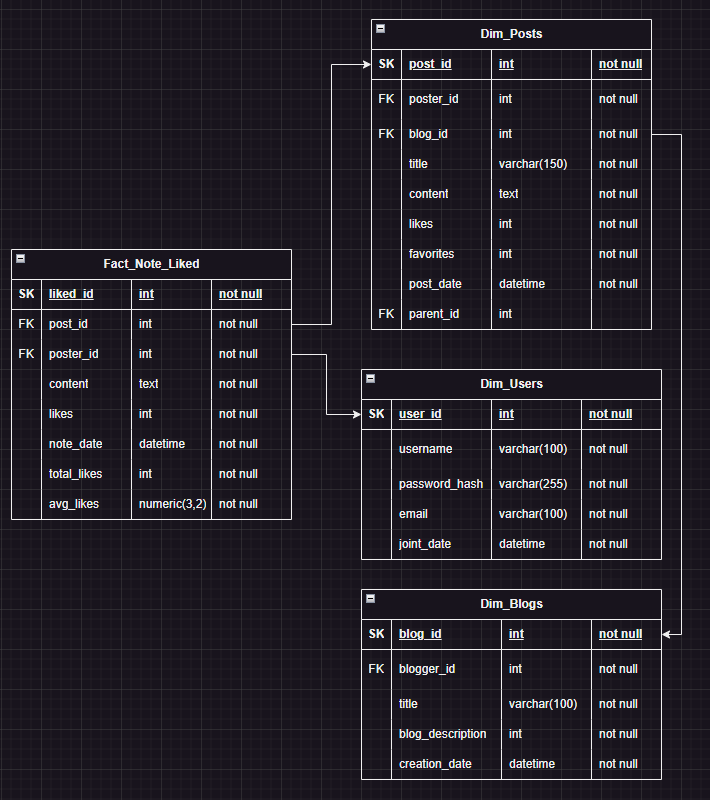 Dim_Posts
SK post_id int not null
FK poster_id int not null
FK blog_id int not null
title varchar(150) not null
content text not null
likes int not null
favorites int not null
post_date datetime not null
FK parent_id int
Fact_Note_Liked
SK liked_id int not null
FK post_id int not null
FK poster_id int not null
content text not null
likes int not null
note_date datetime not null
total_likes int not null
avg_likes numeric(3,2) not null
Dim_Users
SK user_id int not null
username varchar(100) not null
password_hash varchar(255) not null
email varchar(100) not null
joint_date datetime not null
Dim_Blogs
SK blog_id int not null
FK blogger_id int not null
title varchar(100) not null
blog_description int not null
creation_date datetime not null